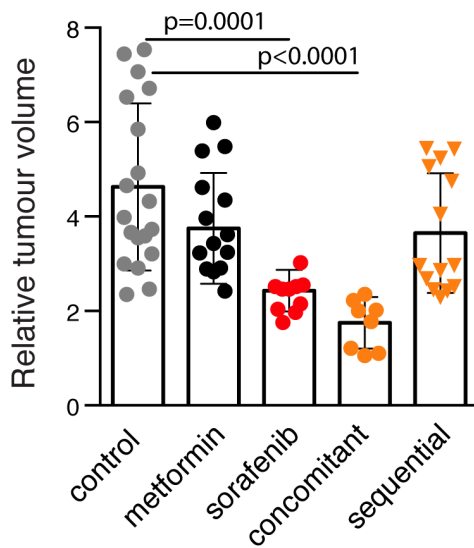 p=0.0001
p<0.0001
Relative tumour volume
8
6
4
2
0
control
metformin
sorafenib
concomitant
sequential